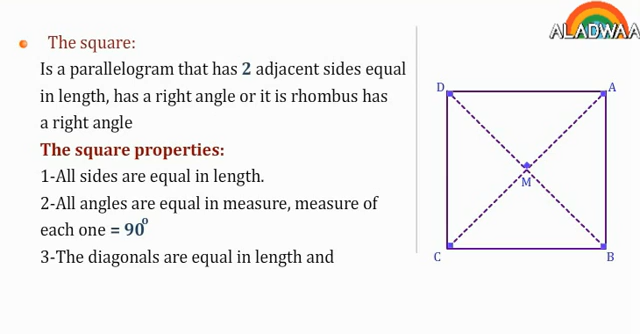 ALADWAA
The square:
Is a parallelogram that has 2 adjacent sides equal
in length, has a right angle or it is rhombus has
a right angle
The square properties:
1-All sides are equal in length.
2-All angles are equal in measure, measure of
each one = 90°
3-The diagonals are equal in length and
D
A
M
C
B